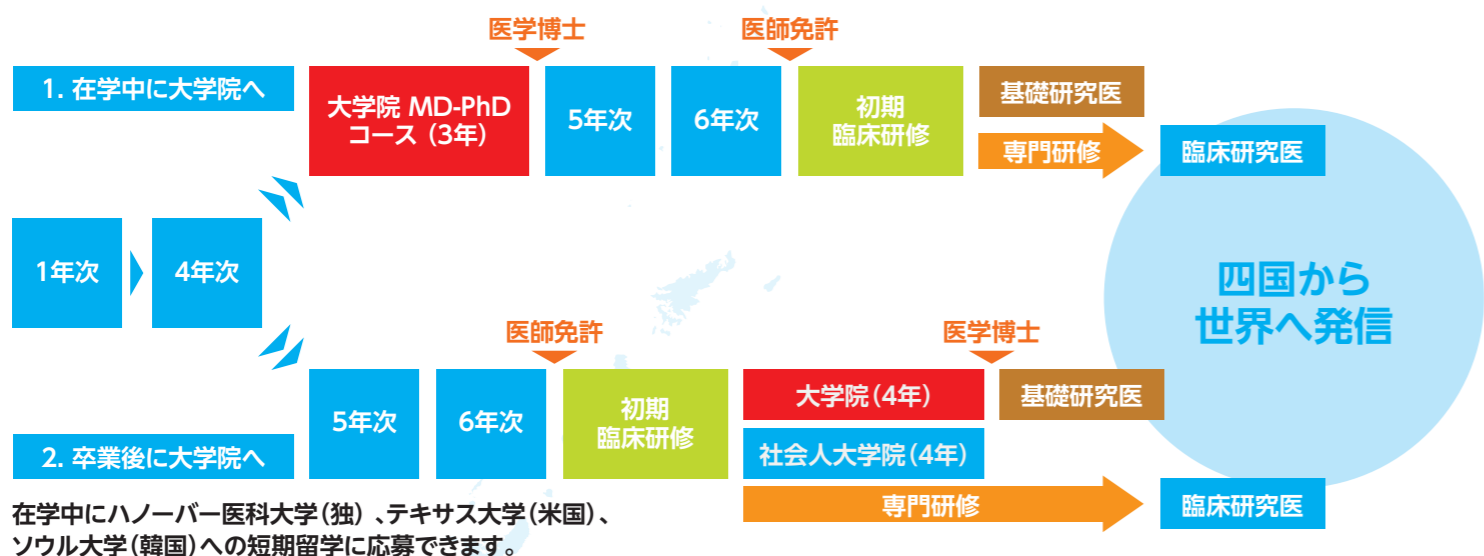 医学博士
医師免許
1. 在学中に大学院へ
大学院 MD-PhD
コース（3年）
5年次
6年次
初期
臨床研修
基礎研究医
専門研修
臨床研究医
1年次
4年次
四国から
世界へ発信
医師免許
医学博士
2. 卒業後に大学院へ
5年次
6年次
初期
臨床研修
大学院（4年）
社会人大学院（4年）
基礎研究医
専門研修
臨床研究医
在学中にハノーバー医科大学（独）、テキサス大学（米国）、
ソウル大学（韓国）への短期留学に応募できます。